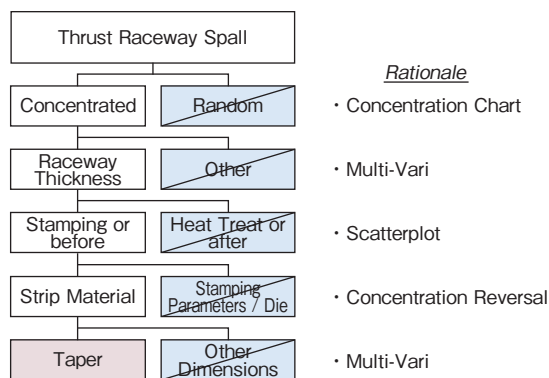 Thrust Raceway Spall
Rationale
Concentrated
Random
・Concentration Chart
Raceway
Thickness
Other
・Multi-Vari
Stamping or
before
Heat Treat or
after
・Scatterplot
Strip Material
Stamping
Parameters / Die
・Concentration Reversal
Taper
Other
Dimensions
・Multi-Vari